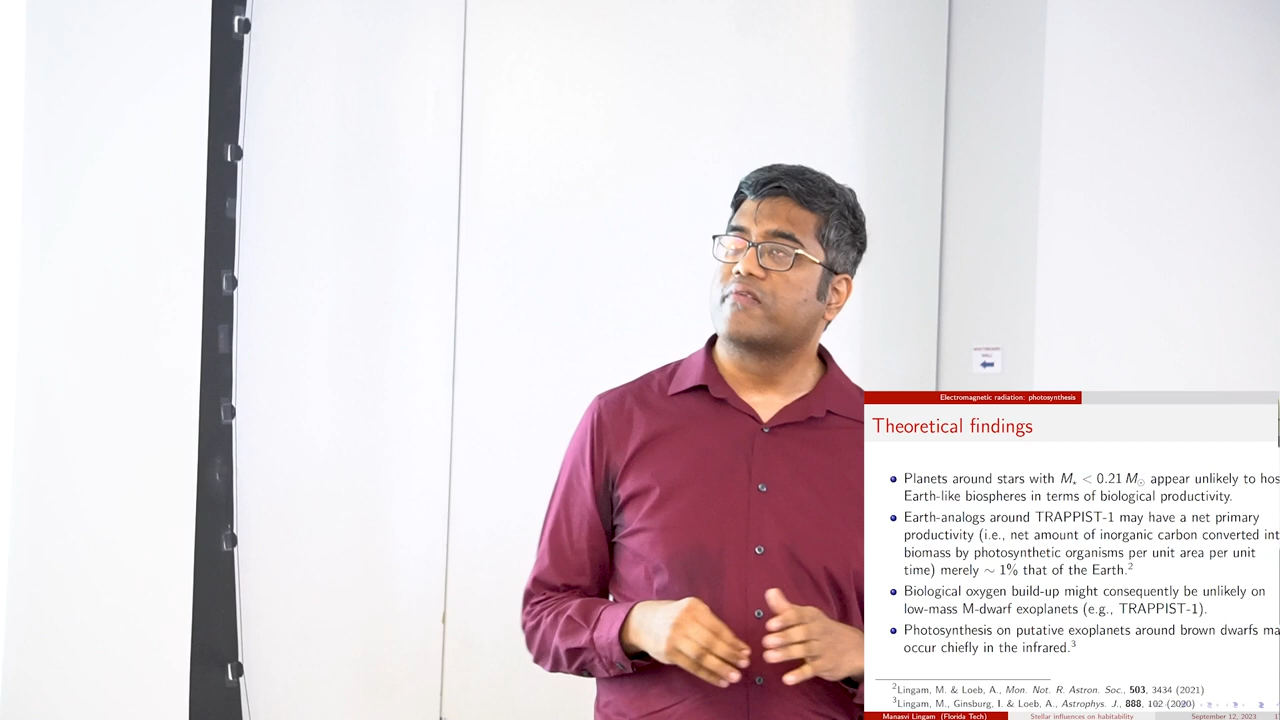 Electromagnetic radiation: photosynthesis
Theoretical findings
Planets around stars with M⋆ < 0.21 M☉ appear unlikely to hos
Earth-like biospheres in terms of biological productivity.
Earth-analogs around TRAPPIST-1 may have a net primary
productivity (i.e., net amount of inorganic carbon converted int
biomass by photosynthetic organisms per unit area per unit
time) merely ∼ 1% that of the Earth.²
Biological oxygen build-up might consequently be unlikely on
low-mass M-dwarf exoplanets (e.g., TRAPPIST-1).
Photosynthesis on putative exoplanets around brown dwarfs ma
occur chiefly in the infrared.³
²Lingam, M. & Loeb, A., Mon. Not. R. Astron. Soc., 503, 3434 (2021)
³Lingam, M., Ginsburg, I. & Loeb, A., Astrophys. J., 888, 102 (2020)
Manasvi Lingam (Florida Tech) Stellar influences on habitability September 12, 2023